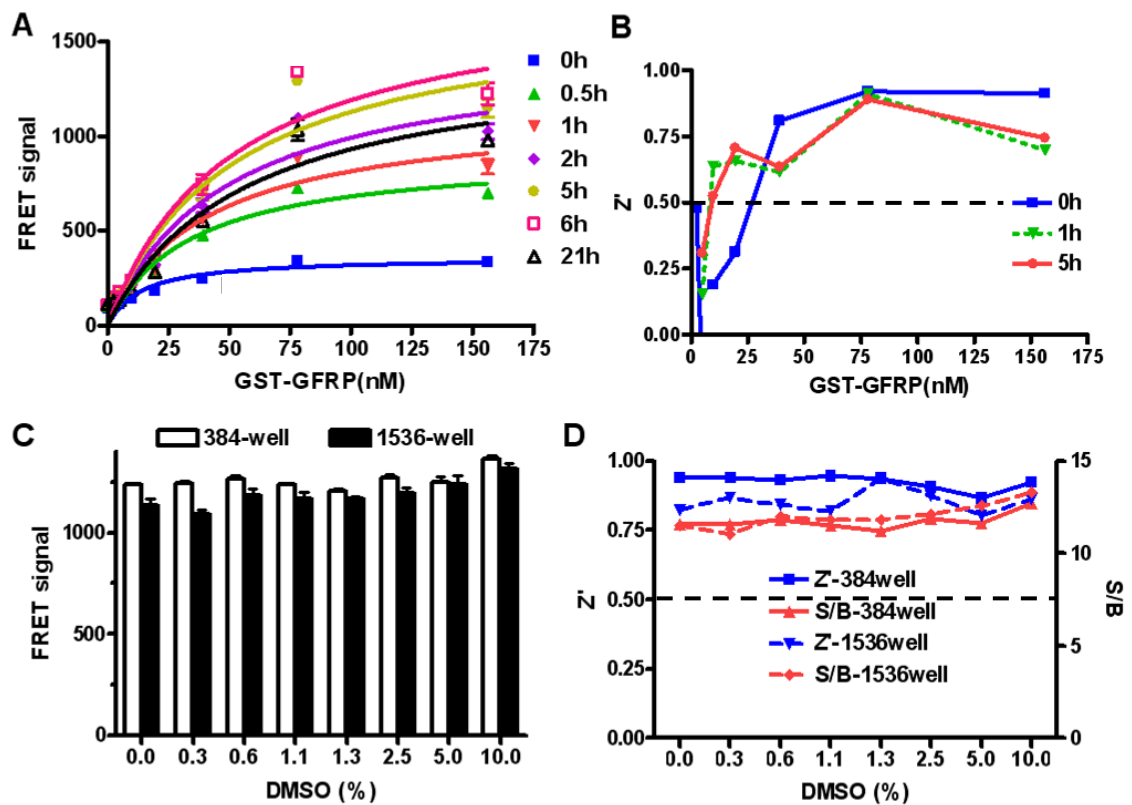 A
1500
1000
500
0
FRET signal
0 25 50 75 100 125 150 175
GST-GFRP(nM)
0h
0.5h
1h
2h
5h
6h
21h
B
1.00
0.75
0.50
0.25
0.00
Z'
0 25 50 75 100 125 150 175
GST-GFRP(nM)
0h
1h
5h
C
384-well 1536-well
1000
500
0
FRET signal
0.0 0.3 0.6 1.1 1.3 2.5 5.0 10.0
DMSO (%)
D
1.00
0.75
0.50
0.25
0.00
Z'
15
10
5
0
S/B
Z'-384well
S/B-384well
Z'-1536well
S/B-1536well
0.0 0.3 0.6 1.1 1.3 2.5 5.0 10.0
DMSO (%)